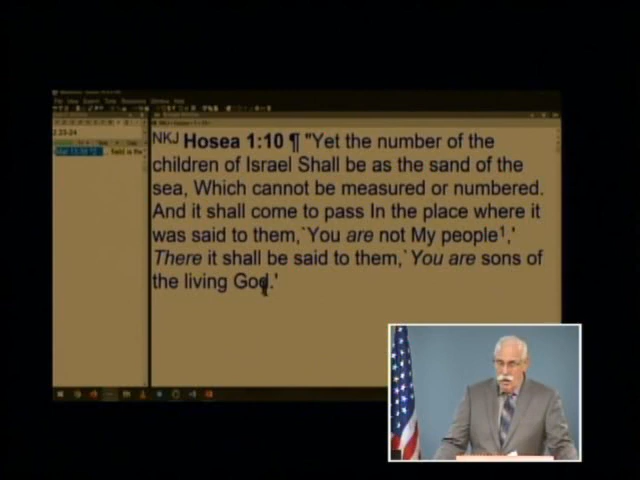 2.23-24
NKJ Hosea 1:10 ¶ "Yet the number of the
children of Israel Shall be as the sand of the
sea, Which cannot be measured or numbered.
And it shall come to pass In the place where it
was said to them,`You are not My people1,'
There it shall be said to them,`You are sons of
the living God.'